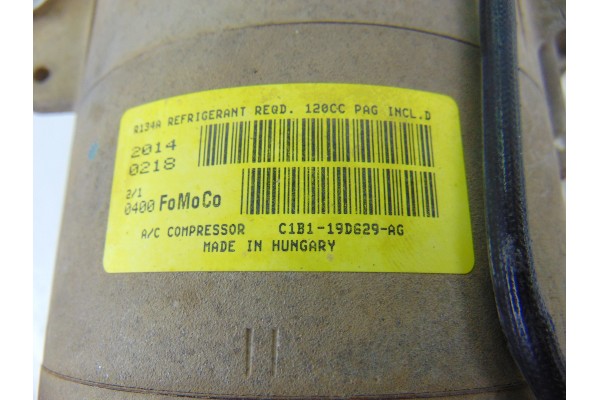 R134A REFRIGERANT REQD. 120CC PAG INCL.D
2014
0218
2/1
0400 FoMoCo
A/C COMPRESSOR C1B1-19D629-AG
MADE IN HUNGARY